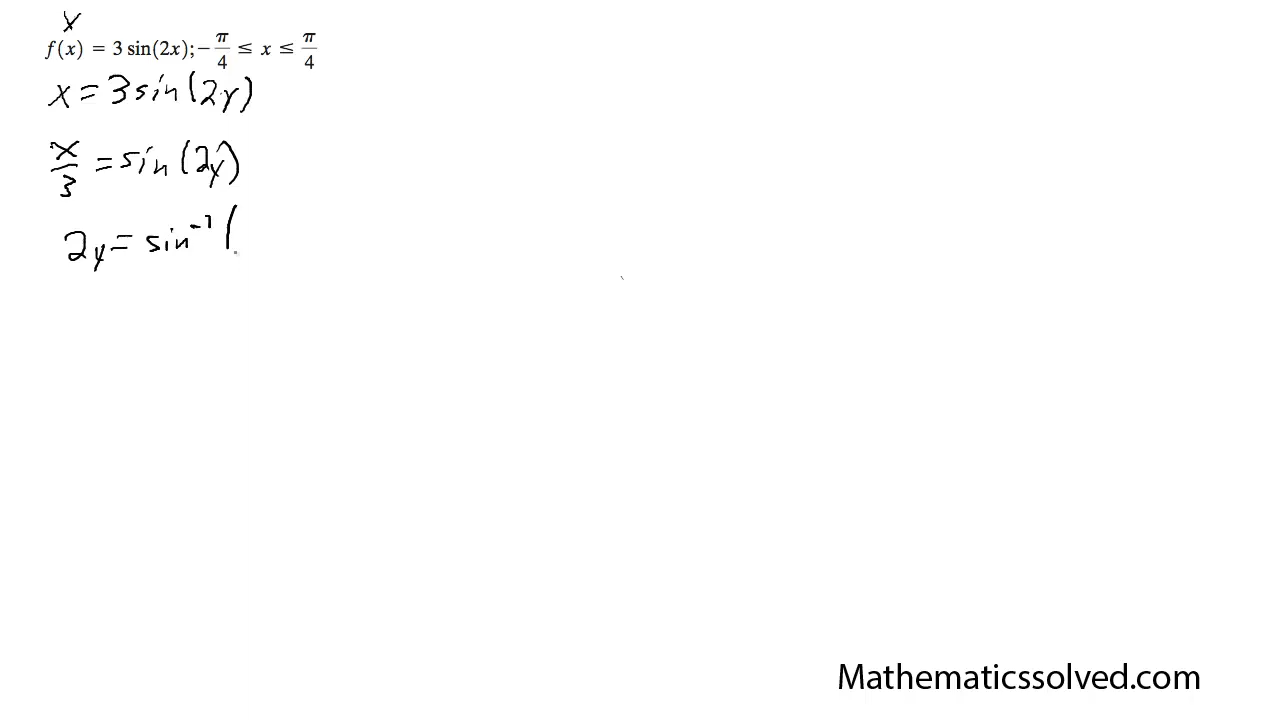 y
f(x) = 3 sin(2x); -π/4 ≤ x ≤ π/4
x = 3 sin(2y)
x/3 = sin(2y)
2y = sin⁻¹(
Mathematicssolved.com